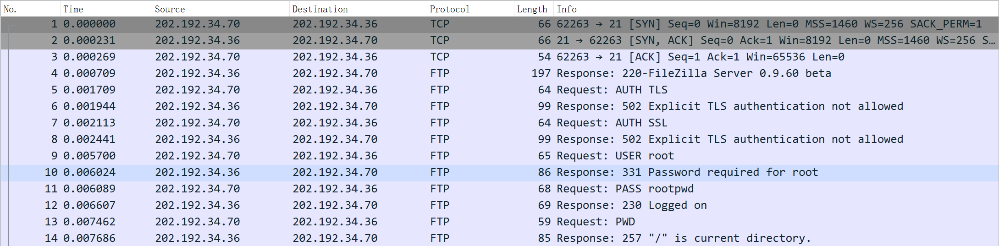 No. Time Source Destination Protocol Length Info
1 0.000000 202.192.34.70 202.192.34.36 TCP 66 62263 → 21 [SYN] Seq=0 Win=8192 Len=0 MSS=1460 WS=256 SACK_PERM=1
2 0.000231 202.192.34.36 202.192.34.70 TCP 66 21 → 62263 [SYN, ACK] Seq=0 Ack=1 Win=8192 Len=0 MSS=1460 WS=256 S…
3 0.000269 202.192.34.70 202.192.34.36 TCP 54 62263 → 21 [ACK] Seq=1 Ack=1 Win=65536 Len=0
4 0.000709 202.192.34.36 202.192.34.70 FTP 197 Response: 220-FileZilla Server 0.9.60 beta
5 0.001709 202.192.34.70 202.192.34.36 FTP 64 Request: AUTH TLS
6 0.001944 202.192.34.36 202.192.34.70 FTP 99 Response: 502 Explicit TLS authentication not allowed
7 0.002113 202.192.34.70 202.192.34.36 FTP 64 Request: AUTH SSL
8 0.002441 202.192.34.36 202.192.34.70 FTP 99 Response: 502 Explicit TLS authentication not allowed
9 0.005700 202.192.34.70 202.192.34.36 FTP 65 Request: USER root
10 0.006024 202.192.34.36 202.192.34.70 FTP 86 Response: 331 Password required for root
11 0.006089 202.192.34.70 202.192.34.36 FTP 68 Request: PASS rootpwd
12 0.006607 202.192.34.36 202.192.34.70 FTP 69 Response: 230 Logged on
13 0.007462 202.192.34.70 202.192.34.36 FTP 59 Request: PWD
14 0.007686 202.192.34.36 202.192.34.70 FTP 85 Response: 257 "/" is current directory.